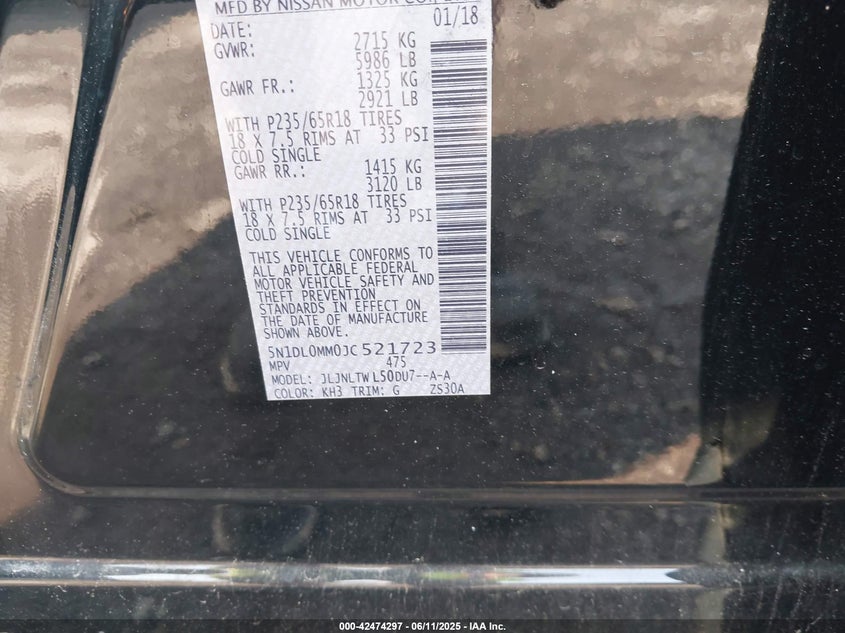 MFD BY NISSAN MOTOR CO.
DATE: 01/18
GVWR: 2715 KG
5986 LB
GAWR FR.: 1325 KG
2921 LB
WITH P235/65R18 TIRES
18 X 7.5 RIMS AT 33 PSI
COLD SINGLE
GAWR RR.: 1415 KG
3120 LB
WITH P235/65R18 TIRES
18 X 7.5 RIMS AT 33 PSI
COLD SINGLE
THIS VEHICLE CONFORMS TO
ALL APPLICABLE FEDERAL
MOTOR VEHICLE SAFETY AND
THEFT PREVENTION
STANDARDS IN EFFECT ON
THE DATE OF MANUFACTURE
SHOWN ABOVE.
5N1DL0MM0JC521723
MPV 475
MODEL: JLJNLTWL50DU7--A-A
COLOR: KH3 TRIM: G ZS30A
000-42474297 - 06/11/2025 - IAA Inc.